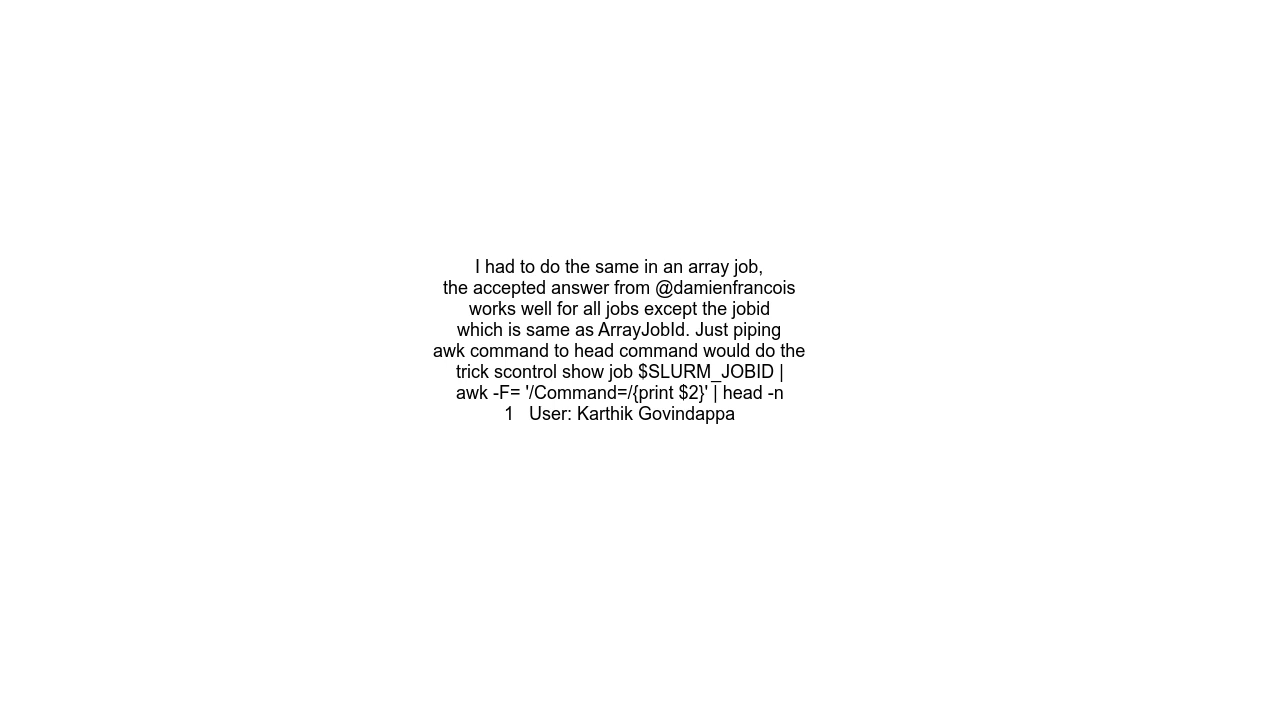 I had to do the same in an array job,
the accepted answer from @damienfrancois
works well for all jobs except the jobid
which is same as ArrayJobId. Just piping
awk command to head command would do the
trick scontrol show job $SLURM_JOBID |
awk -F= '/Command=/{print $2}' | head -n
1   User: Karthik Govindappa